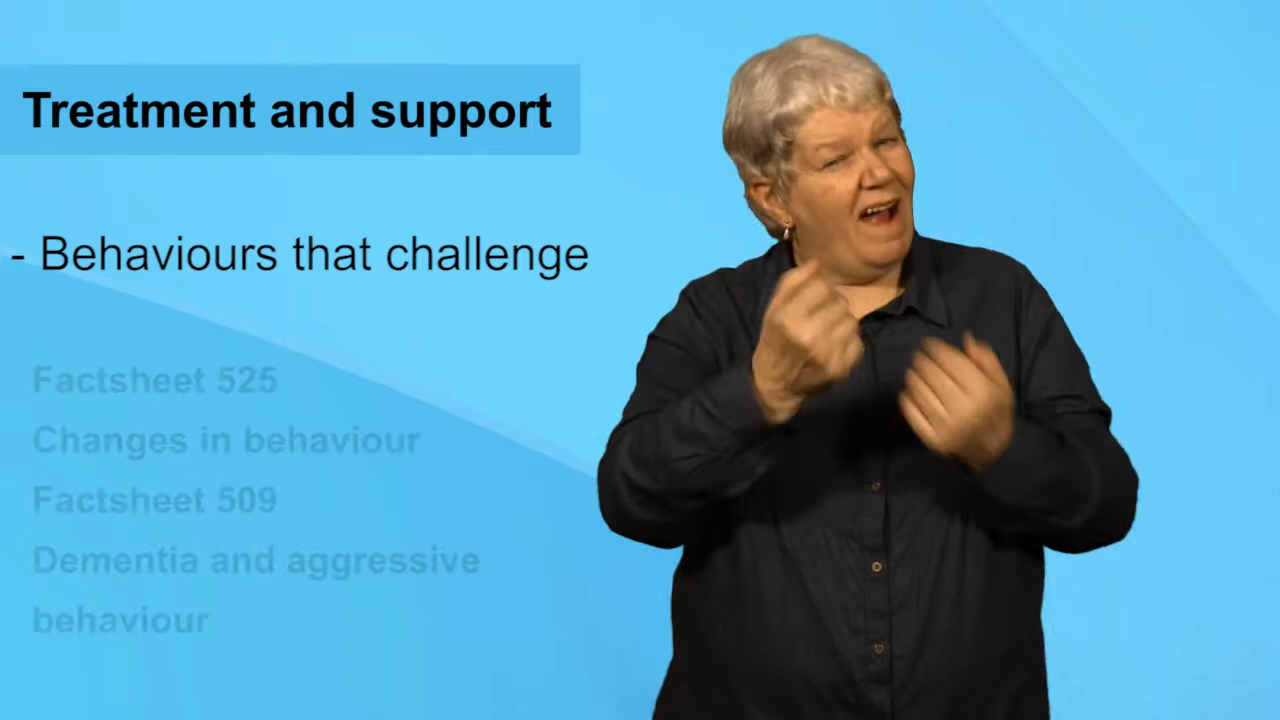 Treatment and support
- Behaviours that challenge
Factsheet 525
Changes in behaviour
Factsheet 509
Dementia and aggressive
behaviour